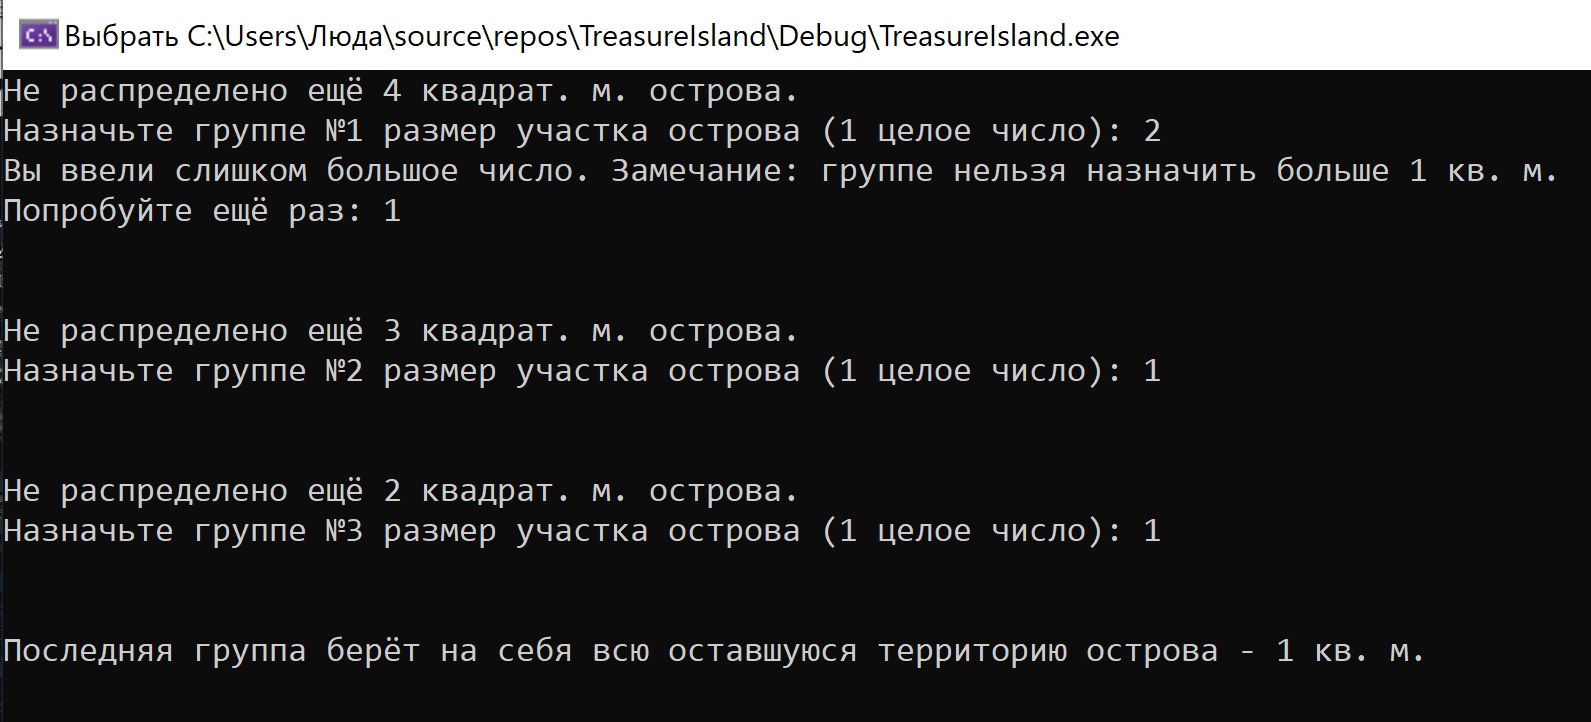 Выбрать C:\Users\Люда\source\repos\TreasureIsland\Debug\TreasureIsland.exe
Не распределено ещё 4 квадрат. м. острова.
Назначьте группе №1 размер участка острова (1 целое число): 2
Вы ввели слишком большое число. Замечание: группе нельзя назначить больше 1 кв. м.
Попробуйте ещё раз: 1
Не распределено ещё 3 квадрат. м. острова.
Назначьте группе №2 размер участка острова (1 целое число): 1
Не распределено ещё 2 квадрат. м. острова.
Назначьте группе №3 размер участка острова (1 целое число): 1
Последняя группа берёт на себя всю оставшуюся территорию острова - 1 кв. м.